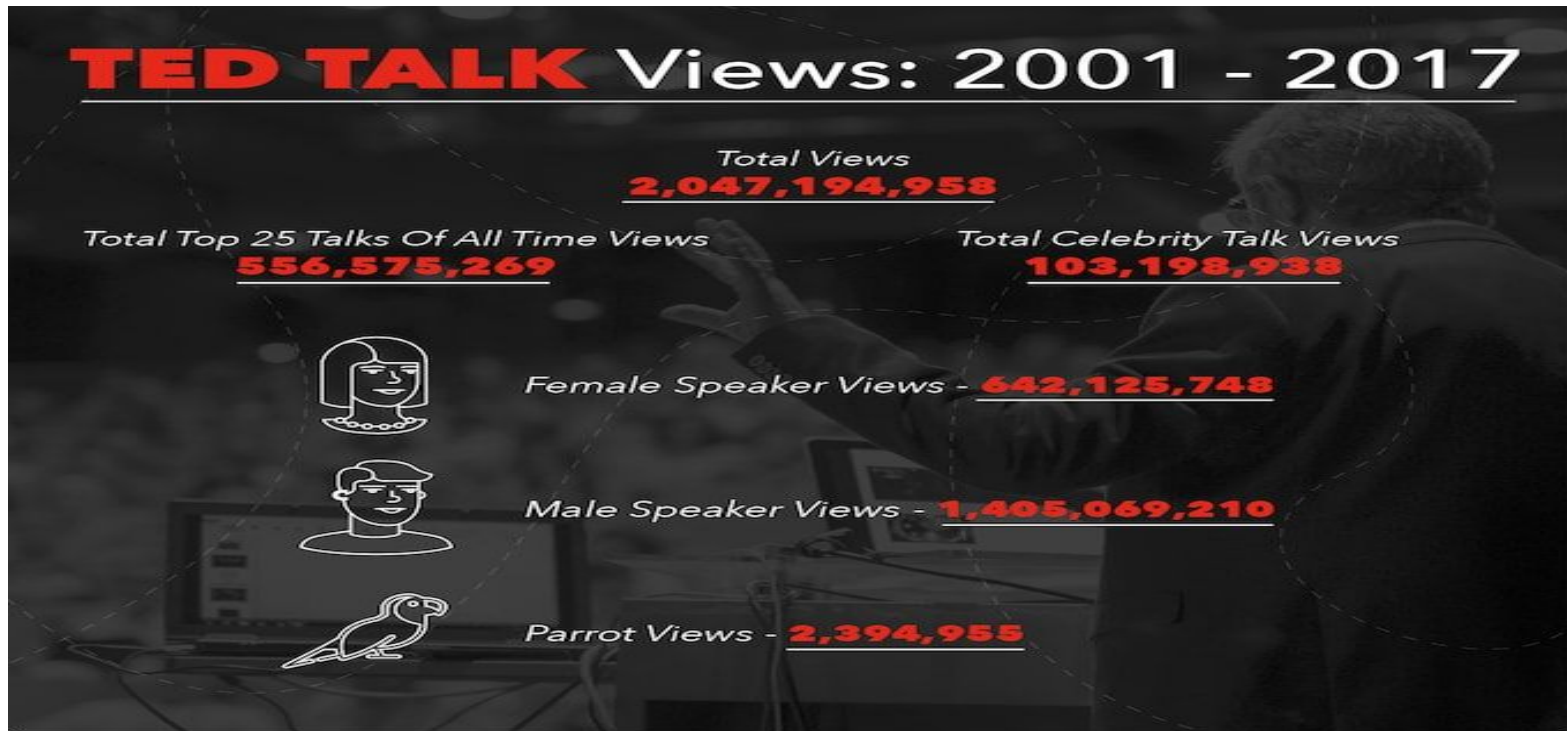 TED TALK Views: 2001 - 2017
Total Views
2,047,194,958
Total Top 25 Talks Of All Time Views
556,575,269
Total Celebrity Talk Views
103,198,938
Female Speaker Views - 642,125,748
Male Speaker Views - 1,405,069,210
Parrot Views - 2,394,955